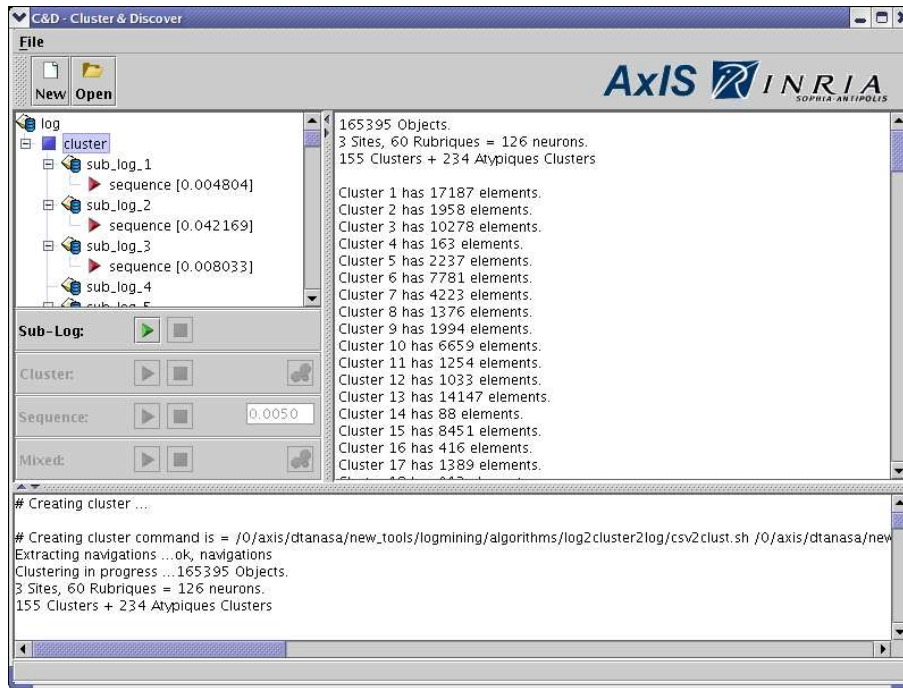 C&D - Cluster & Discover
File
New Open
AxIS INRIA
SOPHIA-ANTIPOLIS
log
cluster
sub_log_1
sequence [0.004804]
sub_log_2
sequence [0.042169]
sub_log_3
sequence [0.008033]
sub_log_4
Sub-Log:
Cluster:
Sequence: 0.0050
Mixed:
165395 Objects.
3 Sites, 60 Rubriques = 126 neurons.
155 Clusters + 234 Atypiques Clusters
Cluster 1 has 17187 elements.
Cluster 2 has 1958 elements.
Cluster 3 has 10278 elements.
Cluster 4 has 163 elements.
Cluster 5 has 2237 elements.
Cluster 6 has 7781 elements.
Cluster 7 has 4223 elements.
Cluster 8 has 1376 elements.
Cluster 9 has 1994 elements.
Cluster 10 has 6659 elements.
Cluster 11 has 1254 elements.
Cluster 12 has 1033 elements.
Cluster 13 has 14147 elements.
Cluster 14 has 88 elements.
Cluster 15 has 8451 elements.
Cluster 16 has 416 elements.
Cluster 17 has 1389 elements.
# Creating cluster ...
# Creating cluster command is = /0/axis/dtanasa/new_tools/logmining/algorithms/log2cluster2log/csv2clust.sh /0/axis/dtanasa/new
Extracting navigations ...ok, navigations
Clustering in progress ...165395 Objects.
3 Sites, 60 Rubriques = 126 neurons.
155 Clusters + 234 Atypiques Clusters